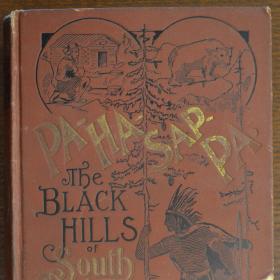 PA-HA-SAP-PA
The
BLACK
HILLS
of
South